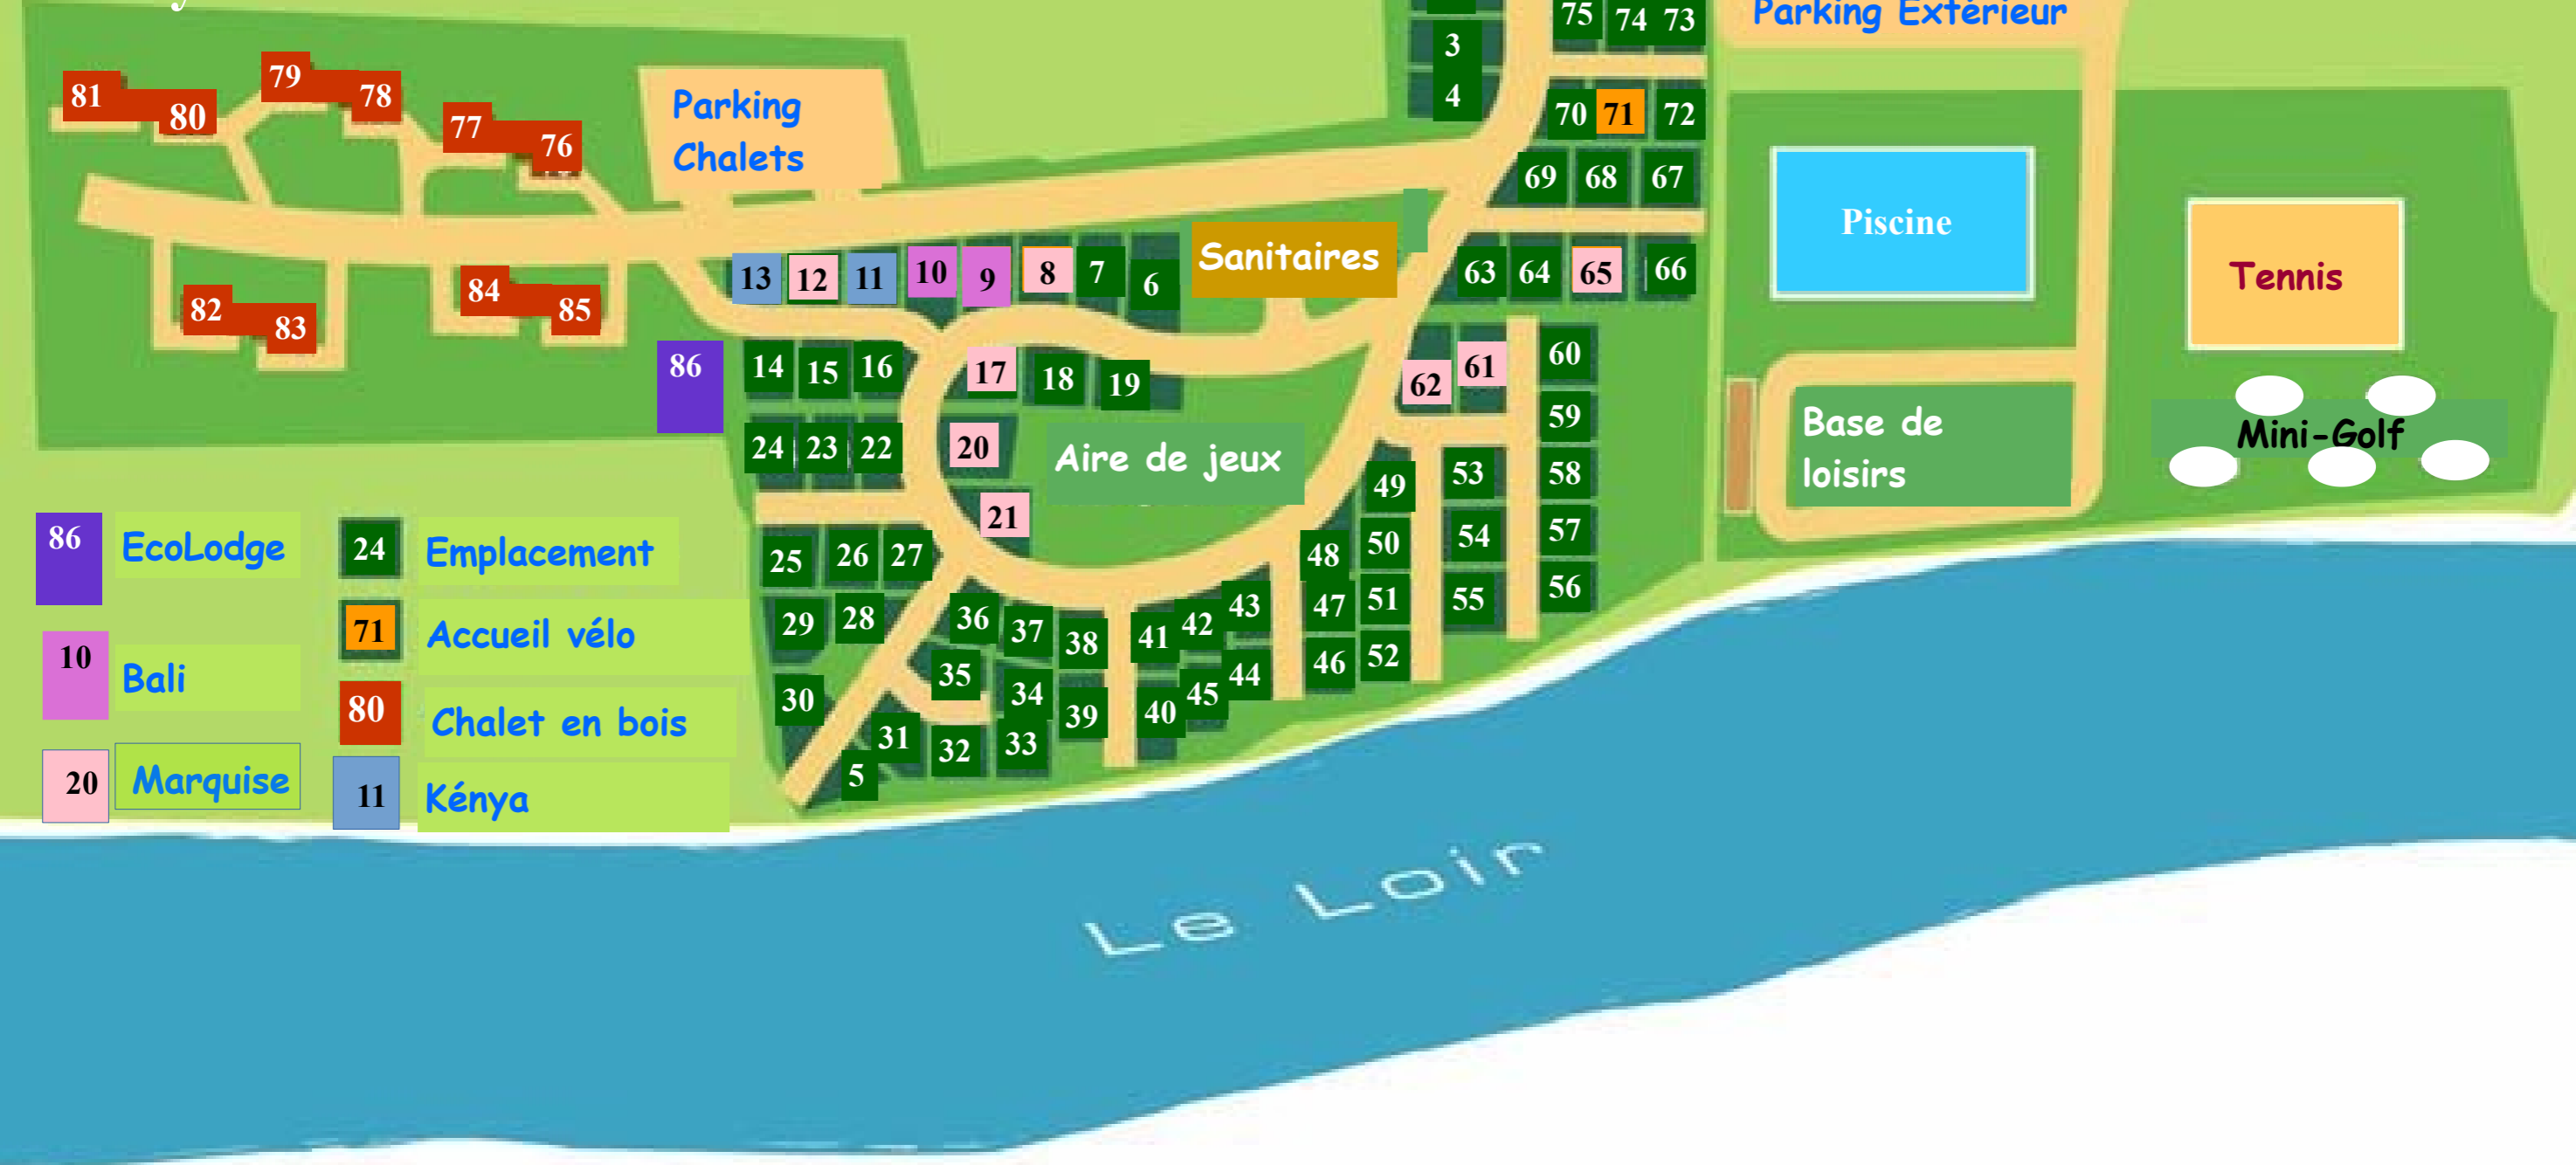 75 74 73
Parking Extérieur
3
4
81
80
79
78
77
76
Parking
Chalets
70 71 72
69 68 67
Piscine
Tennis
Sanitaires
13 12 11 10 9 8 7 6
63 64 65 66
82
83
84
85
86
14 15 16
17 18 19
62 61
60
59
58
57
56
24 23 22
20
Aire de jeux
21
Base de
loisirs
Mini-Golf
49
50
51
52
53
54
55
48
47
46
25 26 27
29 28
30
36 37 38
35 34 39
31 32 33
5
41 42 43
40 45 44
86 EcoLodge
24 Emplacement
71 Accueil vélo
10 Bali
80 Chalet en bois
20 Marquise
11 Kénya
Le Loir